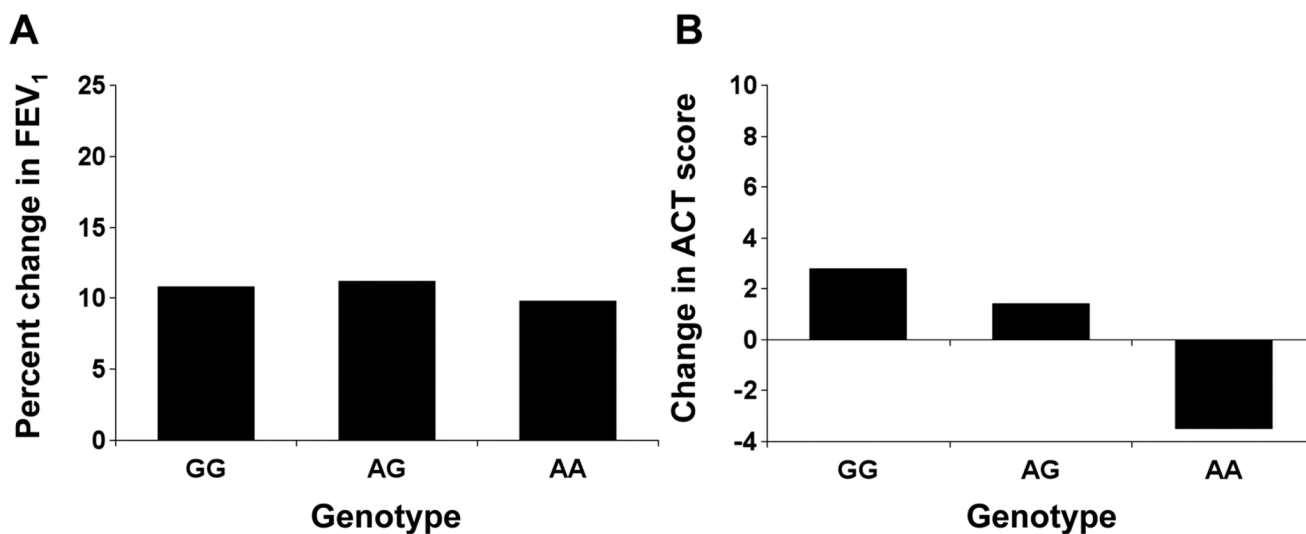 A
Percent change in FEV₁
25
20
15
10
5
0
GG AG AA
Genotype
B
Change in ACT score
10
8
6
4
2
0
-2
-4
GG AG AA
Genotype